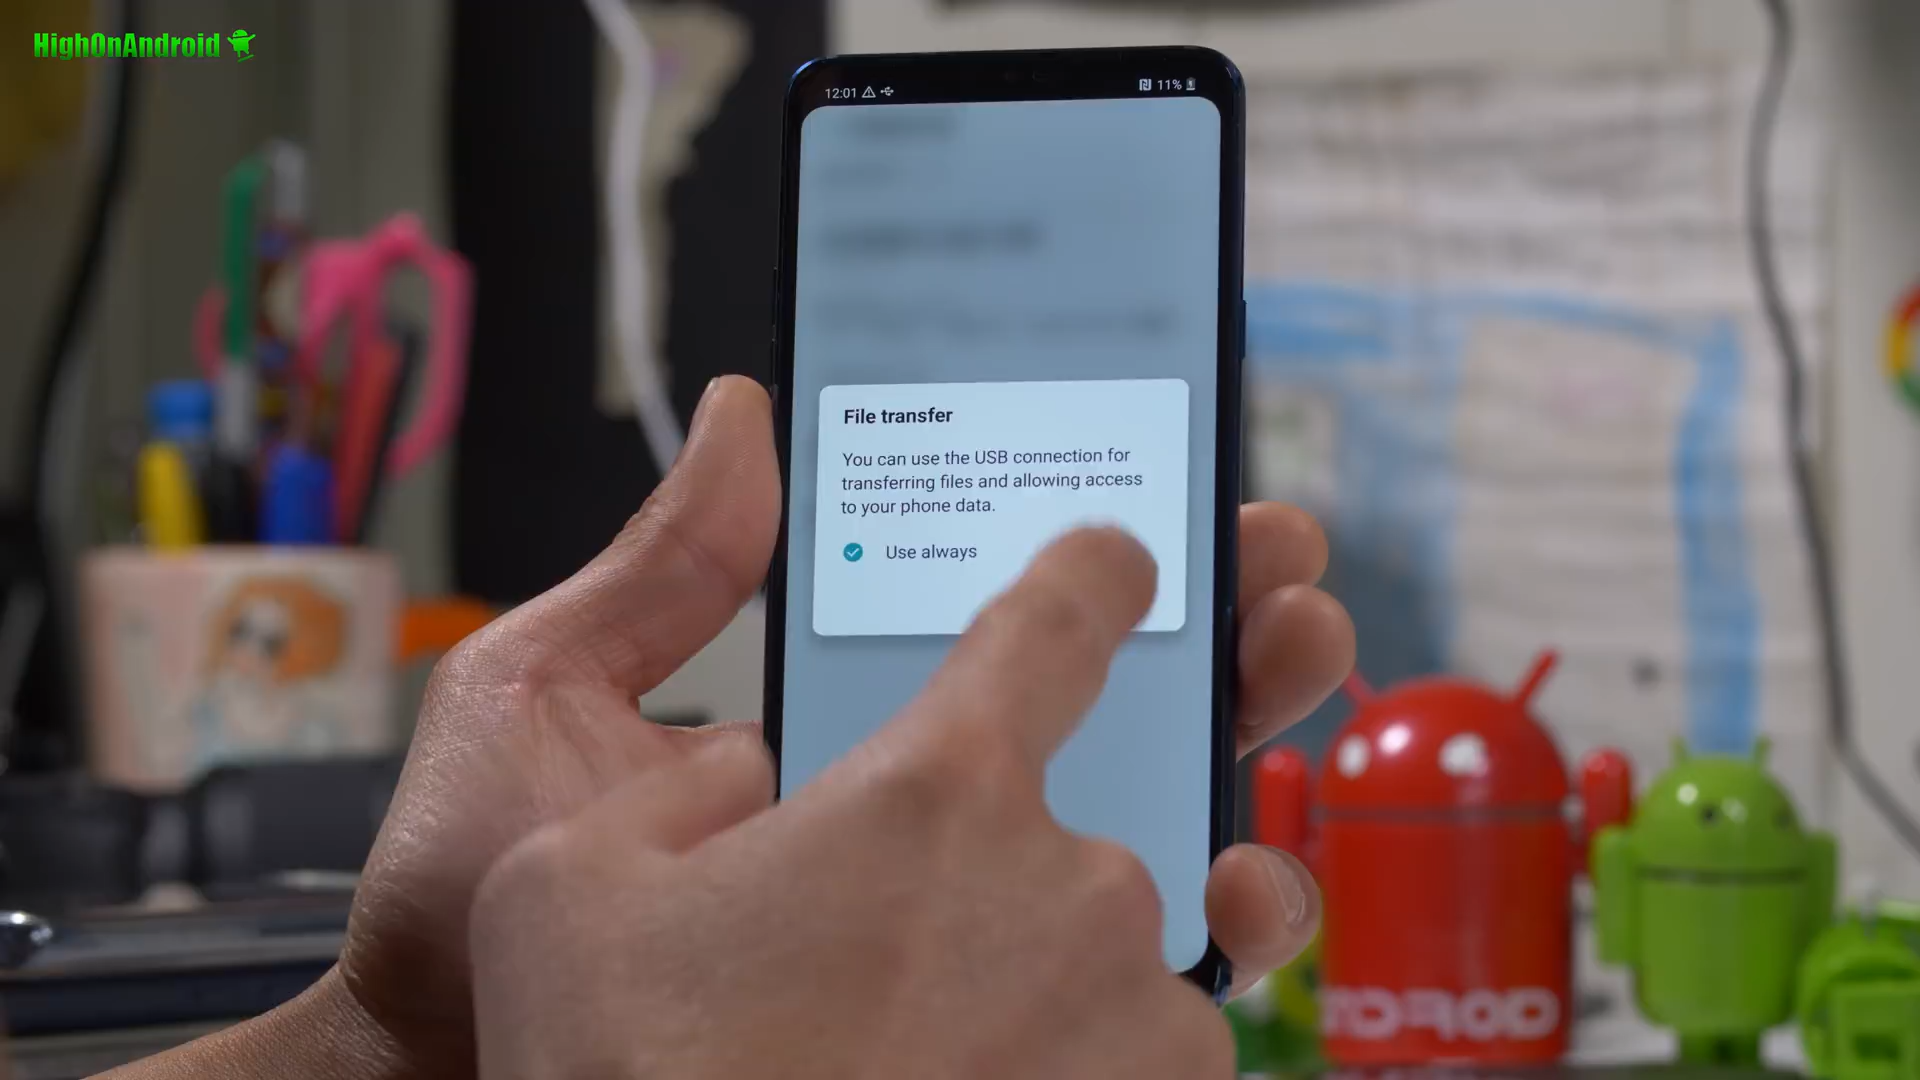 HighOnAndroid
12:01
11%
File transfer
You can use the USB connection for
transferring files and allowing access
to your phone data.
Use always